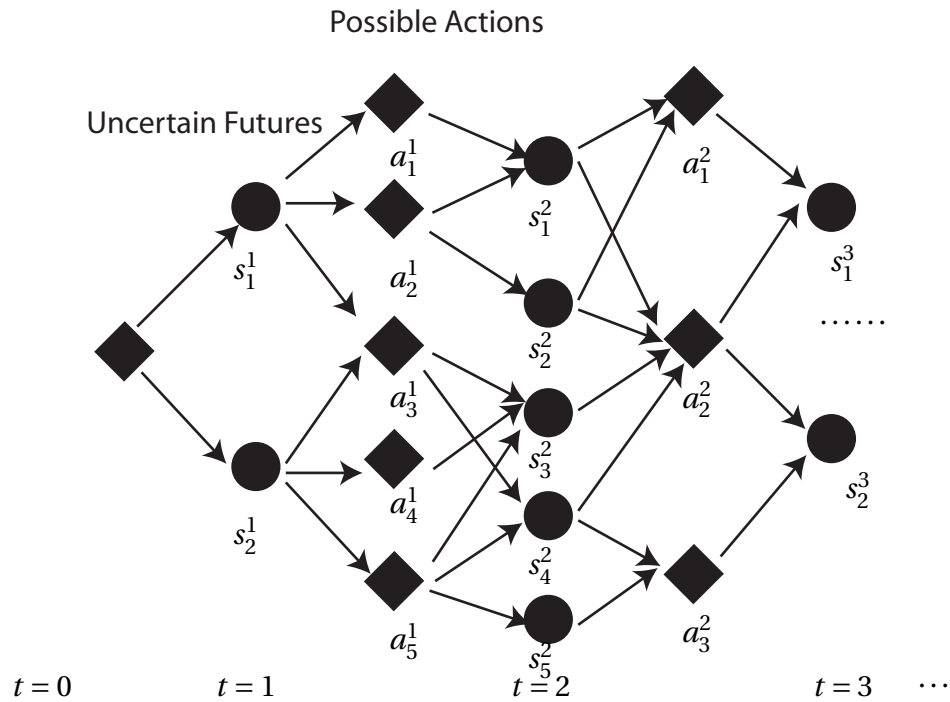 Possible Actions
Uncertain Futures
a_1^1
a_1^2
s_1^2
s_1^1
a_2^1
s_1^3
......
s_2^2
a_3^1
a_2^2
s_3^2
s_2^3
a_4^1
s_2^1
s_4^2
a_5^1
a_3^2
s_5^2
t = 0
t = 1
t = 2
t = 3
···